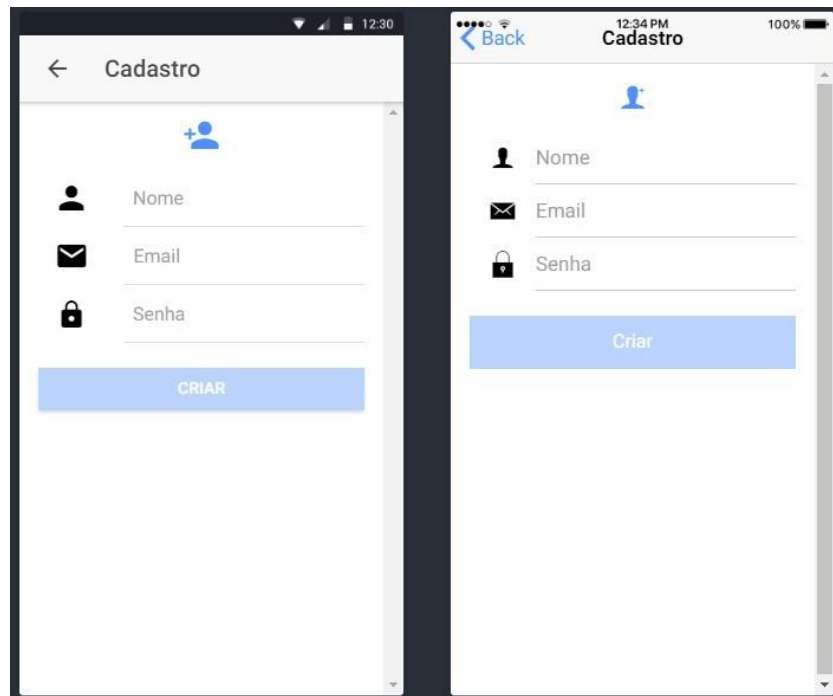 12:30
Cadastro
Nome
Email
Senha
CRIAR
12:34 PM
100%
Back
Cadastro
Nome
Email
Senha
Criar